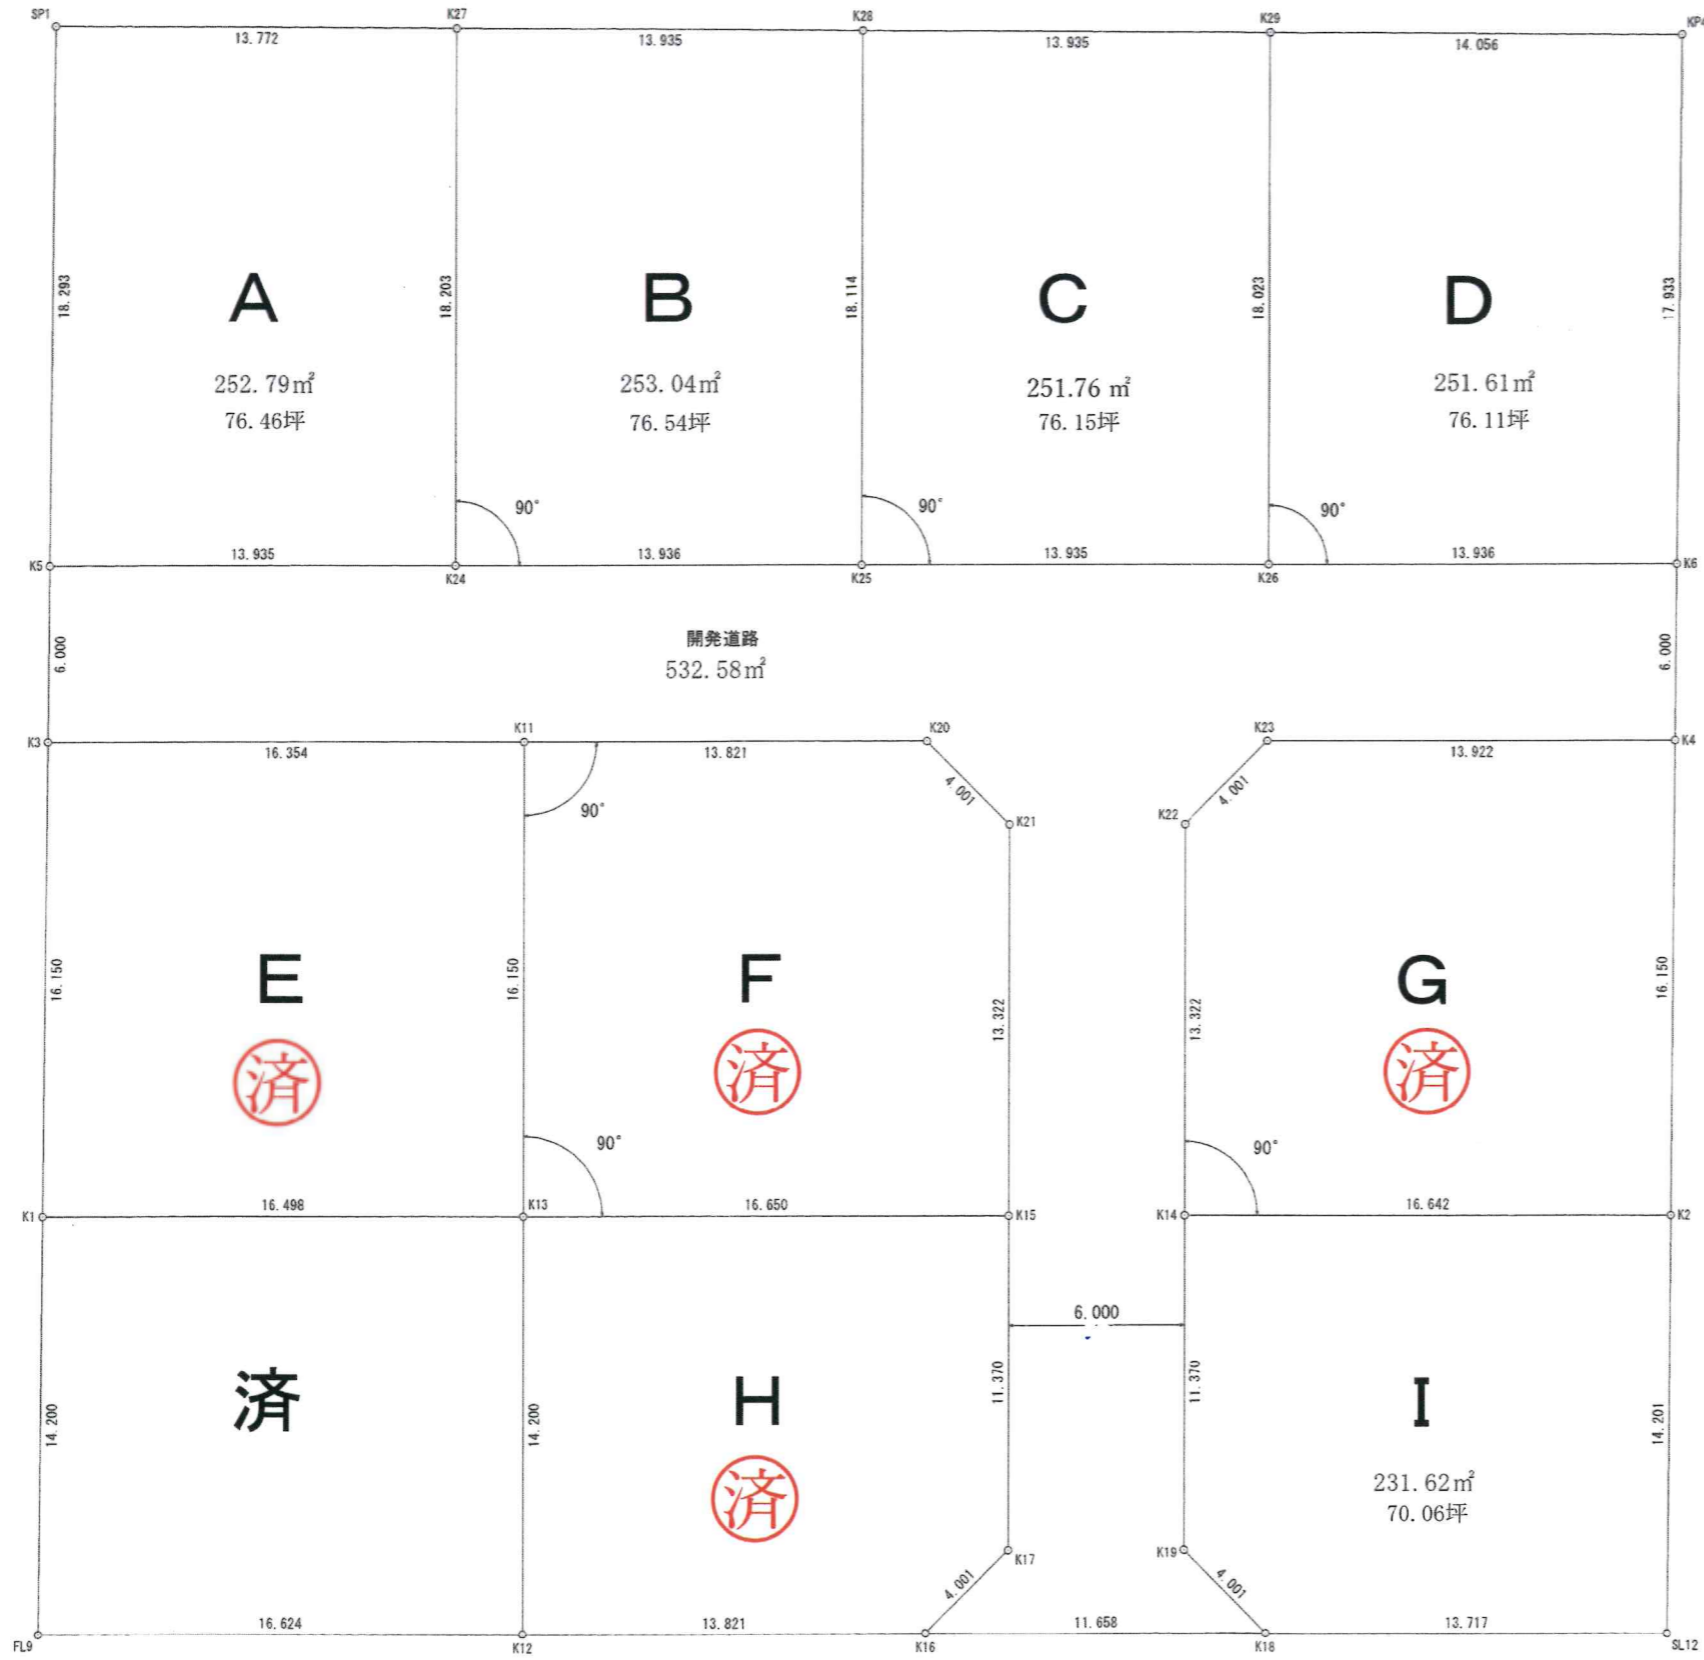 SP1
K27
K28
K29
KP4
13.772
13.935
13.935
14.056
18.293
18.203
18.114
18.023
17.933
A
B
C
D
252.79㎡
76.46坪
253.04㎡
76.54坪
251.76 ㎡
76.15坪
251.61㎡
76.11坪
90°
90°
90°
13.935
13.936
13.935
13.936
K5
K24
K25
K26
K6
6.000
開発道路
532.58㎡
6.000
K3
K11
K20
K23
K4
16.354
13.821
13.922
90°
4.001
4.001
K21
K22
16.150
16.150
13.322
13.322
16.150
E
F
G
済
済
済
90°
90°
16.498
16.650
16.642
K1
K13
K15
K14
K2
6.000
14.200
14.200
11.370
11.370
14.201
済
H
I
済
231.62㎡
70.06坪
K17
K19
4.001
4.001
16.624
13.821
11.658
13.717
FL9
K12
K16
K18
SL12